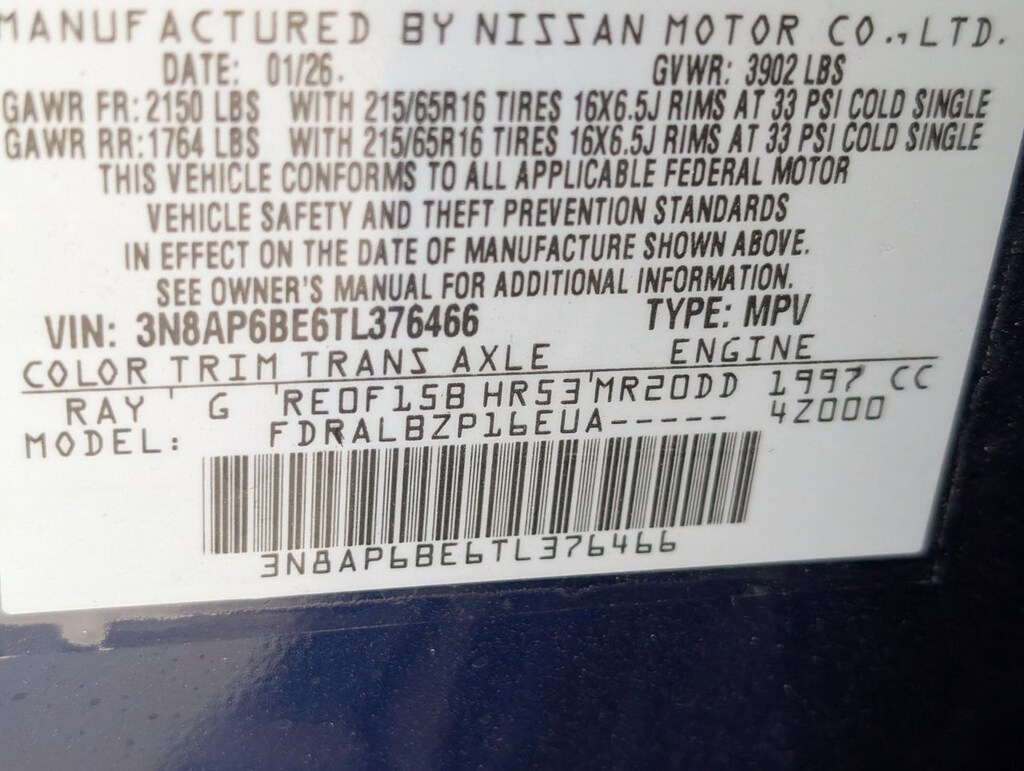 MANUFACTURED BY NISSAN MOTOR CO., LTD.
DATE: 01/26. GVWR: 3902 LBS
GAWR FR: 2150 LBS WITH 215/65R16 TIRES 16X6.5J RIMS AT 33 PSI COLD SINGLE
GAWR RR: 1764 LBS WITH 215/65R16 TIRES 16X6.5J RIMS AT 33 PSI COLD SINGLE
THIS VEHICLE CONFORMS TO ALL APPLICABLE FEDERAL MOTOR
VEHICLE SAFETY AND THEFT PREVENTION STANDARDS
IN EFFECT ON THE DATE OF MANUFACTURE SHOWN ABOVE.
SEE OWNER'S MANUAL FOR ADDITIONAL INFORMATION.
VIN: 3N8AP6BE6TL376466 TYPE: MPV
COLOR TRIM TRANS AXLE ENGINE
RAY G RE0F15B HR53 MR20DD 1997 CC
MODEL: FDRALBZP16EUA----- 4Z000
3N8AP6BE6TL376466